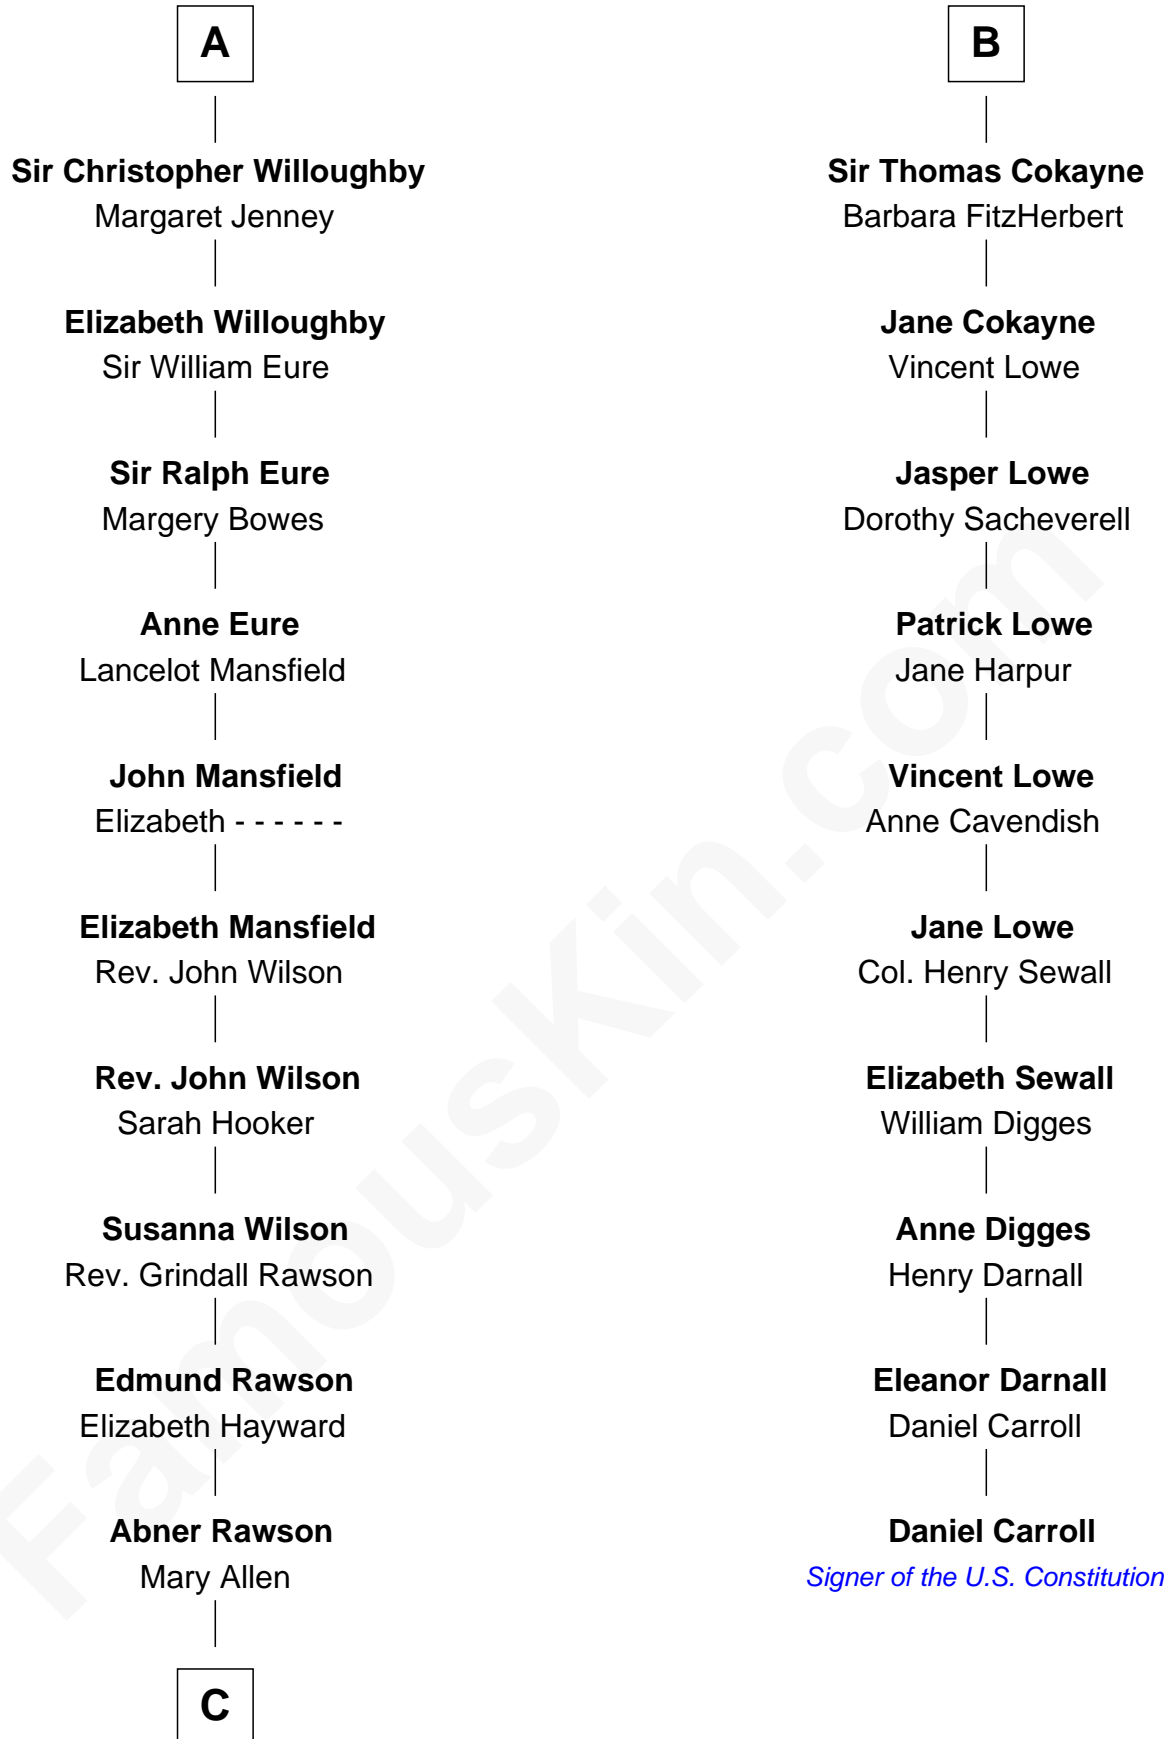 A
Sir Christopher Willoughby
Margaret Jenney
Elizabeth Willoughby
Sir William Eure
Sir Ralph Eure
Margery Bowes
Anne Eure
Lancelot Mansfield
John Mansfield
Elizabeth - - - - - -
Elizabeth Mansfield
Rev. John Wilson
Rev. John Wilson
Sarah Hooker
Susanna Wilson
Rev. Grindall Rawson
Edmund Rawson
Elizabeth Hayward
Abner Rawson
Mary Allen
C
B
Sir Thomas Cokayne
Barbara FitzHerbert
Jane Cokayne
Vincent Lowe
Jasper Lowe
Dorothy Sacheverell
Patrick Lowe
Jane Harpur
Vincent Lowe
Anne Cavendish
Jane Lowe
Col. Henry Sewall
Elizabeth Sewall
William Digges
Anne Digges
Henry Darnall
Eleanor Darnall
Daniel Carroll
Daniel Carroll
Signer of the U.S. Constitution
FamousKin.com